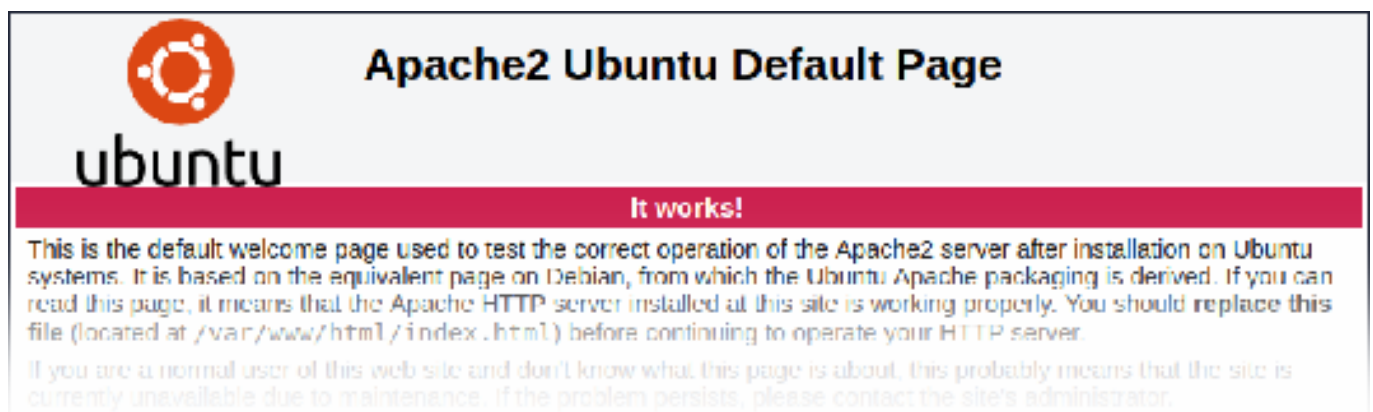 Apache2 Ubuntu Default Page
ubuntu
It works!
This is the default welcome page used to test the correct operation of the Apache2 server after installation on Ubuntu
systems. It is based on the equivalent page on Debian, from which the Ubuntu Apache packaging is derived. If you can
read this page, it means that the Apache HTTP server installed at this site is working properly. You should replace this
file (located at /var/www/html/index.html) before continuing to operate your HTTP server.
If you are a normal user of this web site and don't know what this page is about, this probably means that the site is
currently unavailable due to maintenance. If the problem persists, please contact the site's administrator.